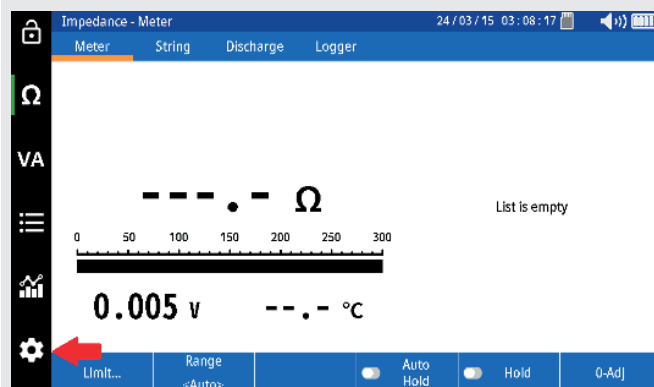 Impedance - Meter 24/03/15 03:08:17
Meter String Discharge Logger
Ω
VA
---.- Ω
List is empty
0 50 100 150 200 250 300
0.005 V --.- °C
Limit... Range <Auto> Auto Hold Hold 0-Adj